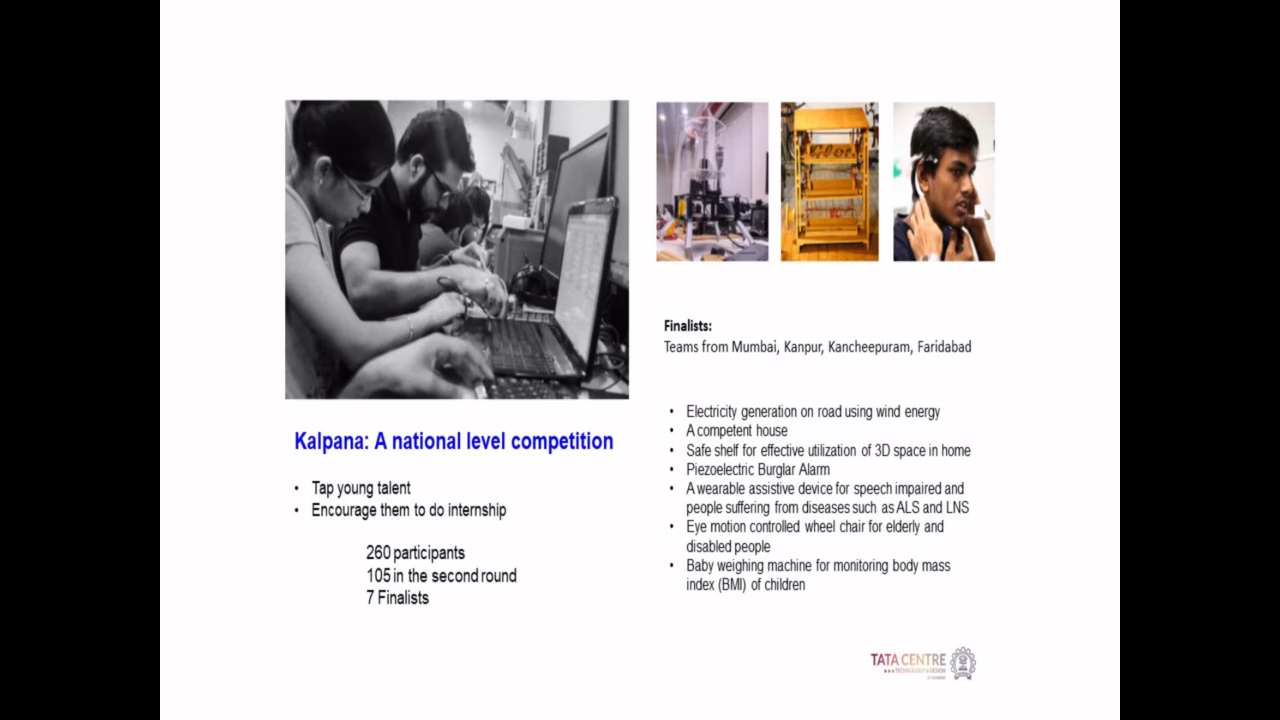 Kalpana: A national level competition
• Tap young talent
• Encourage them to do internship
260 participants
105 in the second round
7 Finalists
Finalists:
Teams from Mumbai, Kanpur, Kancheepuram, Faridabad
• Electricity generation on road using wind energy
• A competent house
• Safe shelf for effective utilization of 3D space in home
• Piezoelectric Burglar Alarm
• A wearable assistive device for speech impaired and
people suffering from diseases such as ALS and LNS
• Eye motion controlled wheel chair for elderly and
disabled people
• Baby weighing machine for monitoring body mass
index (BMI) of children
TATA CENTRE
TECHNOLOGY & DESIGN